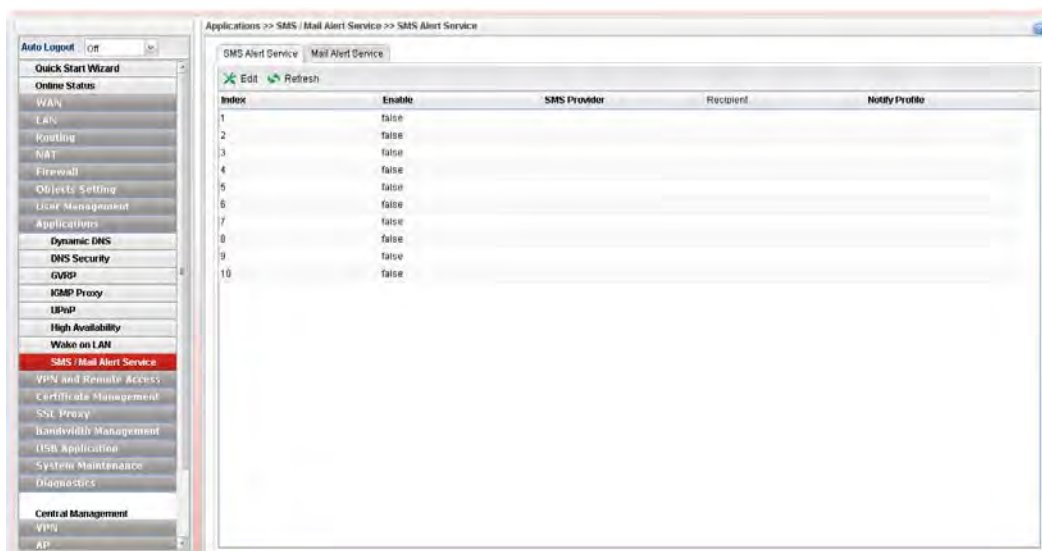 Applications >> SMS / Mail Alert Service >> SMS Alert Service
Auto Logout Off
Quick Start Wizard
Online Status
WAN
LAN
Routing
NAT
Firewall
Objects Setting
User Management
Applications
Dynamic DNS
DNS Security
GVRP
IGMP Proxy
UPnP
High Availability
Wake on LAN
SMS / Mail Alert Service
VPN and Remote Access
Certificate Management
SSL Proxy
Bandwidth Management
USB Application
System Maintenance
Diagnostics
Central Management
VPN
AP
SMS Alert Service Mail Alert Service
Edit Refresh
Index Enable SMS Provider Recipient Notify Profile
1 false
2 false
3 false
4 false
5 false
6 false
7 false
8 false
9 false
10 false